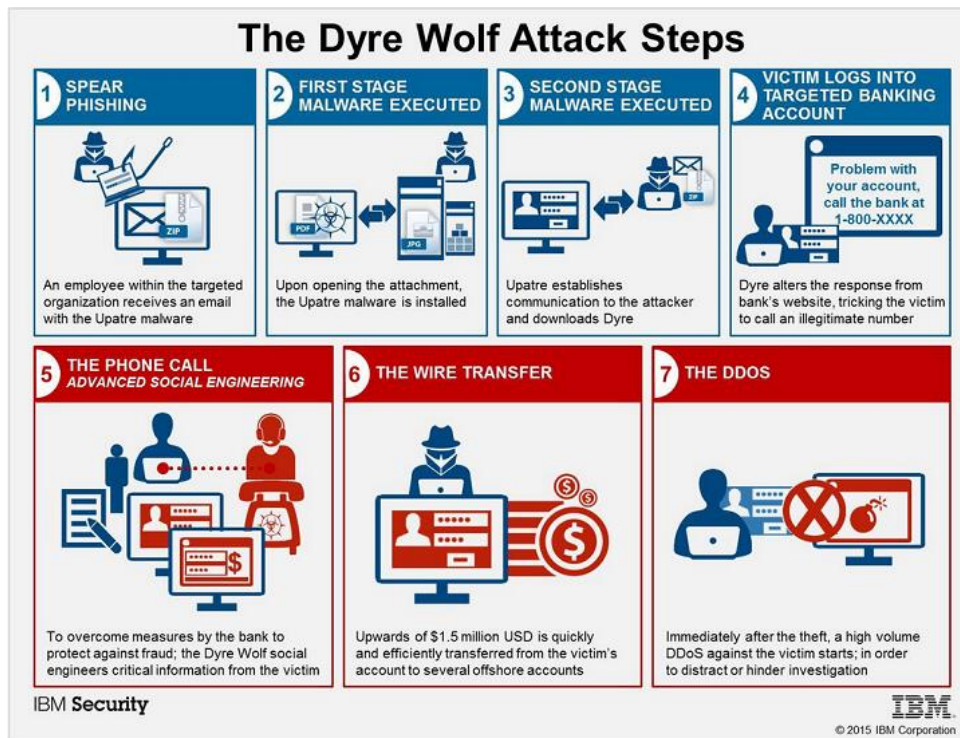 The Dyre Wolf Attack Steps
1 SPEAR
PHISHING
ZIP
An employee within the targeted
organization receives an email
with the Upatre malware
2 FIRST STAGE
MALWARE EXECUTED
PDF
JPG
Upon opening the attachment,
the Upatre malware is installed
3 SECOND STAGE
MALWARE EXECUTED
ZIP
Upatre establishes
communication to the attacker
and downloads Dyre
4 VICTIM LOGS INTO
TARGETED BANKING
ACCOUNT
Problem with
your account,
call the bank at
1-800-XXXX
Dyre alters the response from
bank's website, tricking the victim
to call an illegitimate number
5 THE PHONE CALL
ADVANCED SOCIAL ENGINEERING
$
To overcome measures by the bank to
protect against fraud; the Dyre Wolf social
engineers critical information from the victim
6 THE WIRE TRANSFER
$
$
$
Upwards of $1.5 million USD is quickly
and efficiently transferred from the victim's
account to several offshore accounts
7 THE DDOS
Immediately after the theft, a high volume
DDoS against the victim starts; in order
to distract or hinder investigation
IBM Security
IBM.
© 2015 IBM Corporation